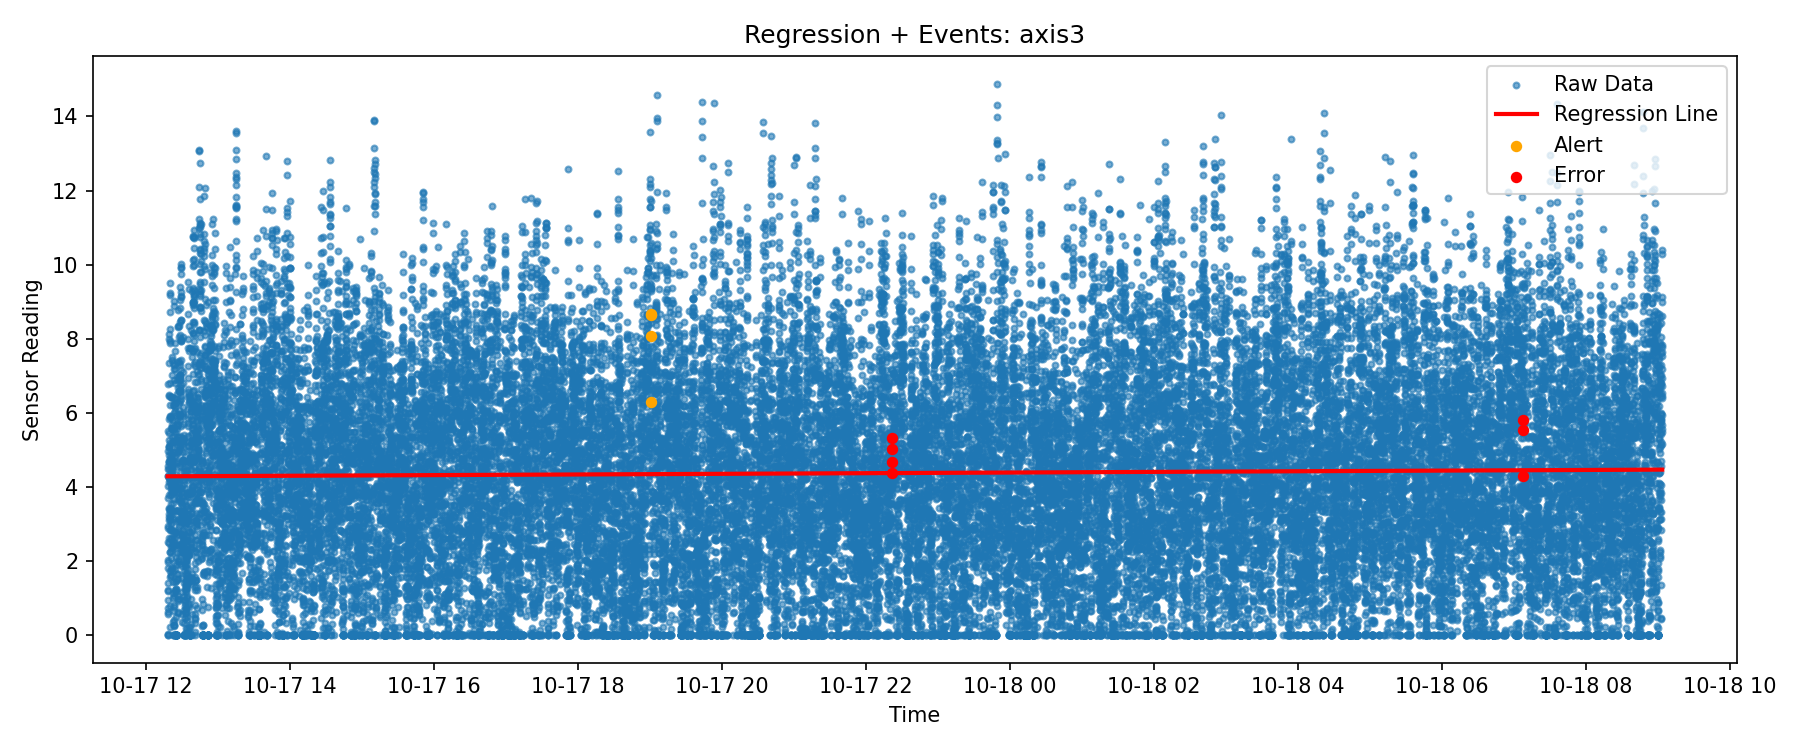 Regression + Events: axis3
Raw Data
Regression Line
Alert
Error
Sensor Reading
14
12
10
8
6
4
2
0
10-17 12 10-17 14 10-17 16 10-17 18 10-17 20 10-17 22 10-18 00 10-18 02 10-18 04 10-18 06 10-18 08 10-18 10
Time